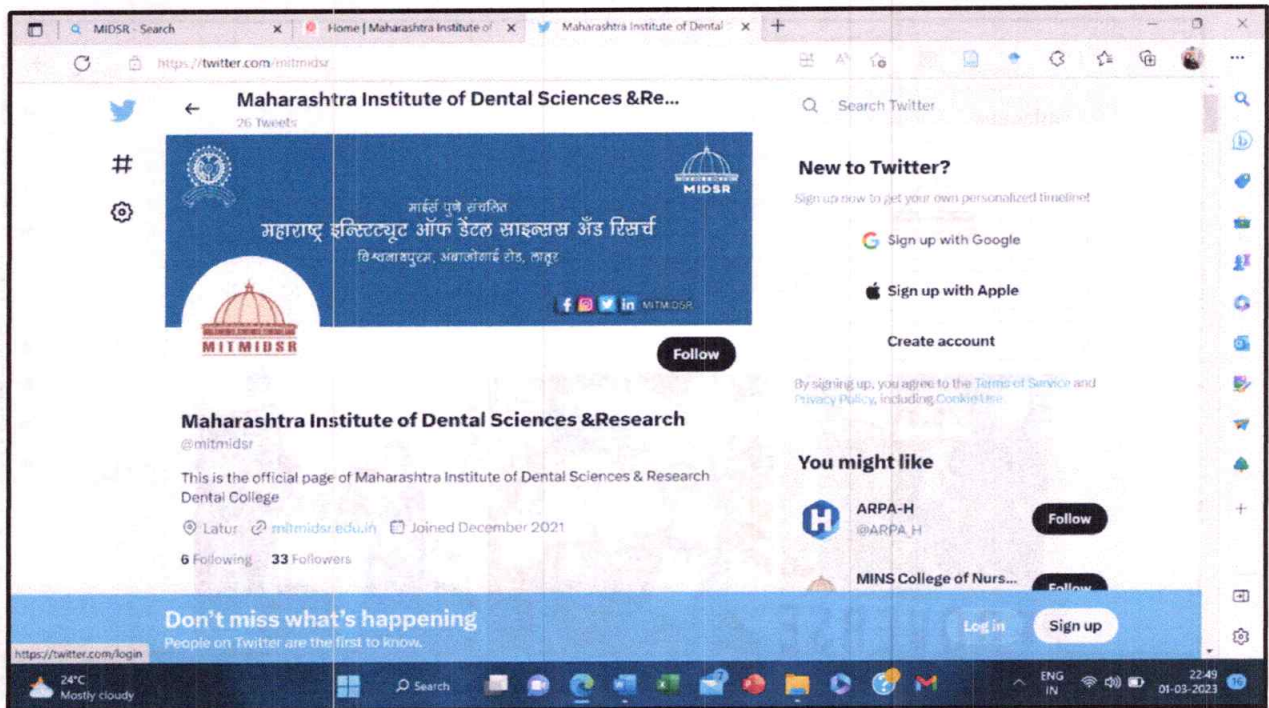 MIDSR - Search
Home | Maharashtra Institute of
Maharashtra Institute of Dental
https://twitter.com/mitmidsr
Maharashtra Institute of Dental Sciences &Re...
26 Tweets
Search Twitter
MIDSR
माईर्स पुणे संचलित
महाराष्ट्र इन्स्टिट्युट ऑफ डेंटल साइन्सस अँड रिसर्च
विश्वनाथपुरम, अंबाजोगाई रोड, लातूर
MITMIDSR
MITMIDSR
Follow
New to Twitter?
Sign up now to get your own personalized timeline!
Sign up with Google
Sign up with Apple
Create account
By signing up, you agree to the Terms of Service and
Privacy Policy, including Cookie Use.
Maharashtra Institute of Dental Sciences &Research
@mitmidsr
This is the official page of Maharashtra Institute of Dental Sciences & Research
Dental College
Latur mitmidsr.edu.in Joined December 2021
6 Following 33 Followers
You might like
ARPA-H
@ARPA_H
Follow
MINS College of Nurs...
Follow
Don't miss what's happening
People on Twitter are the first to know.
Log in
Sign up
https://twitter.com/login
24°C
Mostly cloudy
Search
ENG
IN
22:49
01-03-2023
16